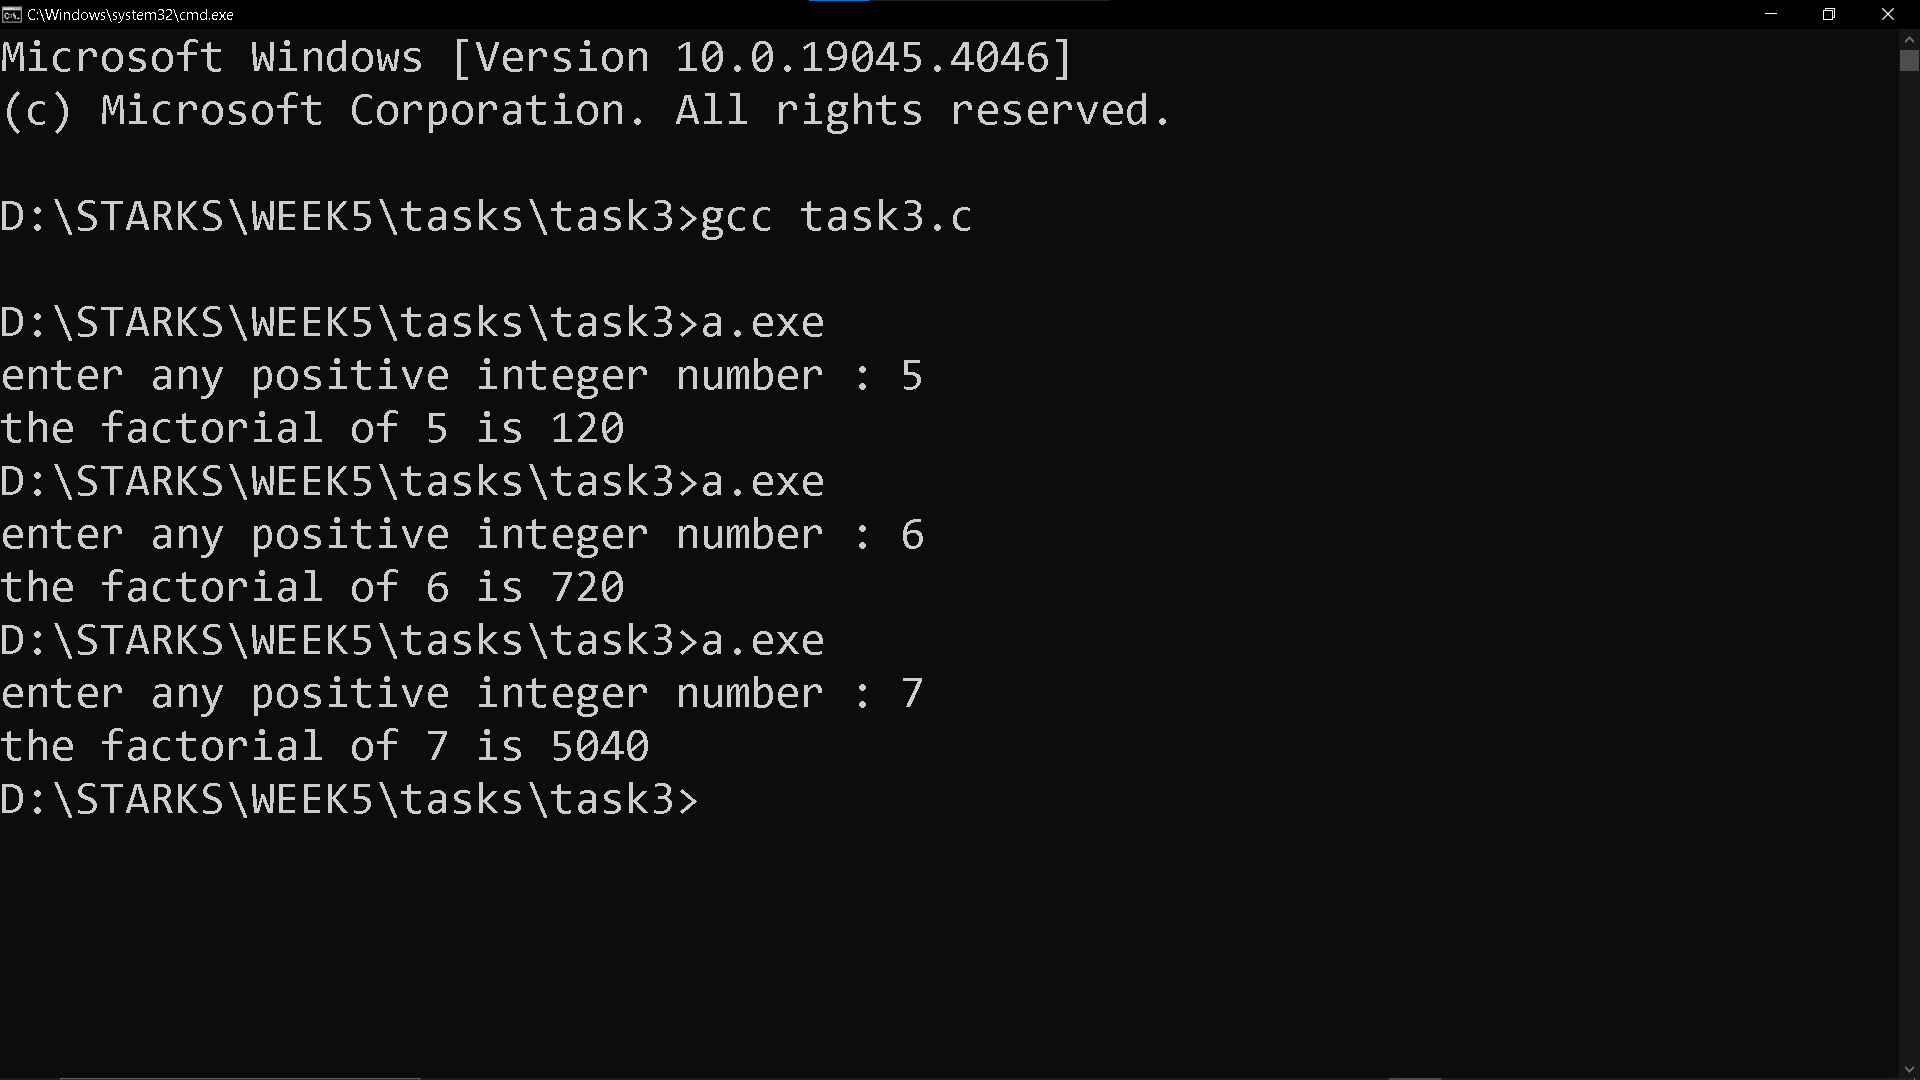 C:\Windows\system32\cmd.exe
Microsoft Windows [Version 10.0.19045.4046]
(c) Microsoft Corporation. All rights reserved.
D:\STARKS\WEEK5\tasks\task3>gcc task3.c
D:\STARKS\WEEK5\tasks\task3>a.exe
enter any positive integer number : 5
the factorial of 5 is 120
D:\STARKS\WEEK5\tasks\task3>a.exe
enter any positive integer number : 6
the factorial of 6 is 720
D:\STARKS\WEEK5\tasks\task3>a.exe
enter any positive integer number : 7
the factorial of 7 is 5040
D:\STARKS\WEEK5\tasks\task3>